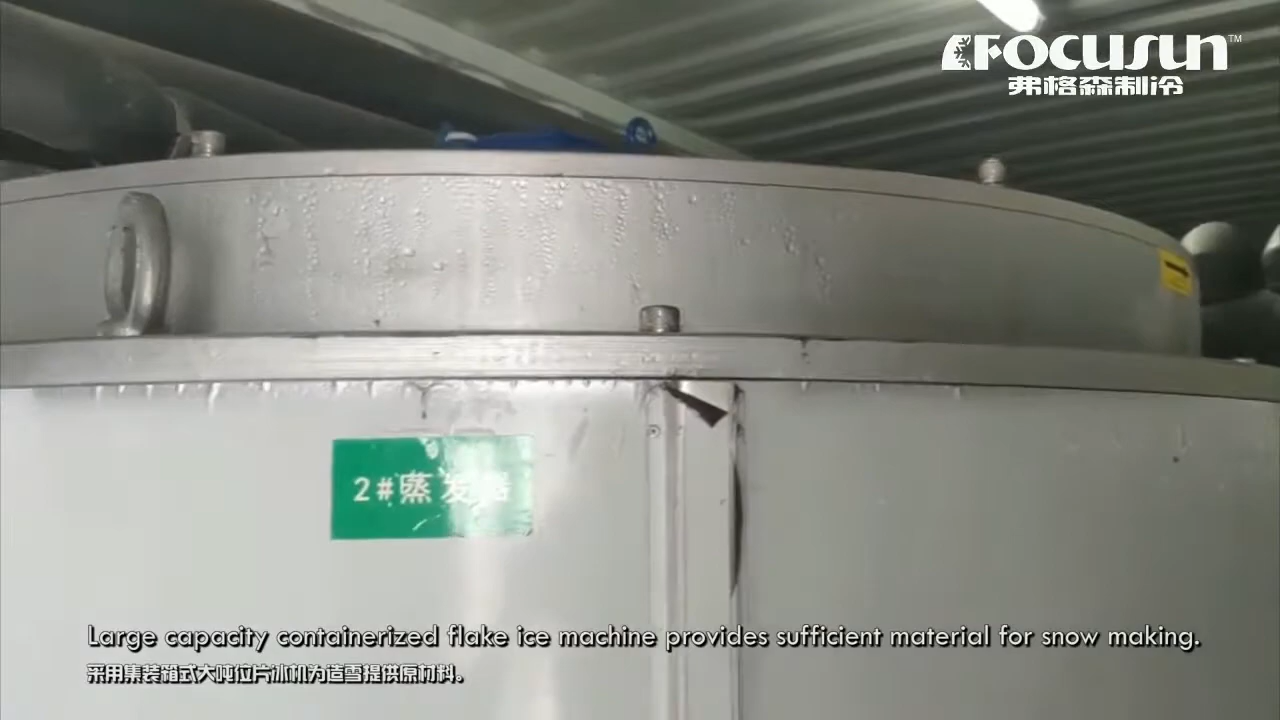 FOCUSUN™
弗格森制冷
2#蒸发器
Large capacity containerized flake ice machine provides sufficient material for snow making.
采用集装箱式大吨位片冰机为造雪提供原材料。